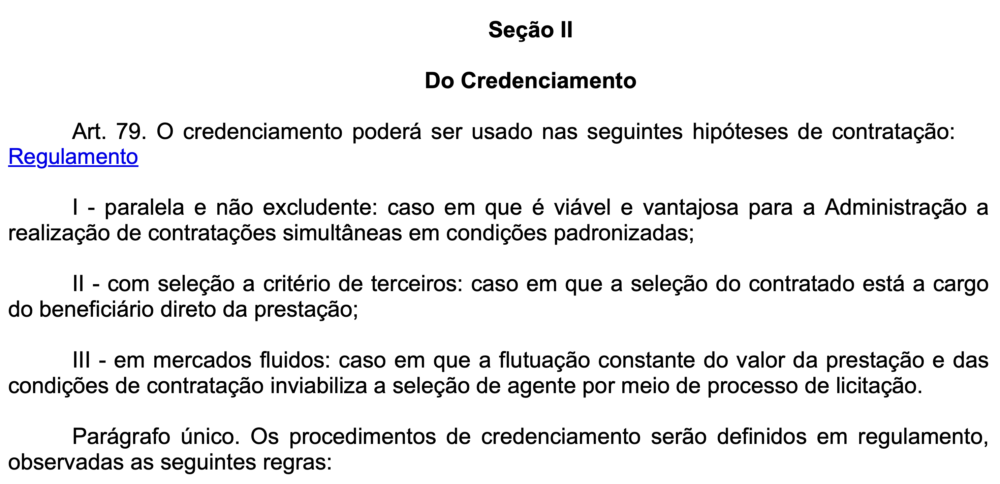 Seção II
Do Credenciamento
Art. 79. O credenciamento poderá ser usado nas seguintes hipóteses de contratação:
Regulamento
I - paralela e não excludente: caso em que é viável e vantajosa para a Administração a
realização de contratações simultâneas em condições padronizadas;
II - com seleção a critério de terceiros: caso em que a seleção do contratado está a cargo
do beneficiário direto da prestação;
III - em mercados fluidos: caso em que a flutuação constante do valor da prestação e das
condições de contratação inviabiliza a seleção de agente por meio de processo de licitação.
Parágrafo único. Os procedimentos de credenciamento serão definidos em regulamento,
observadas as seguintes regras: